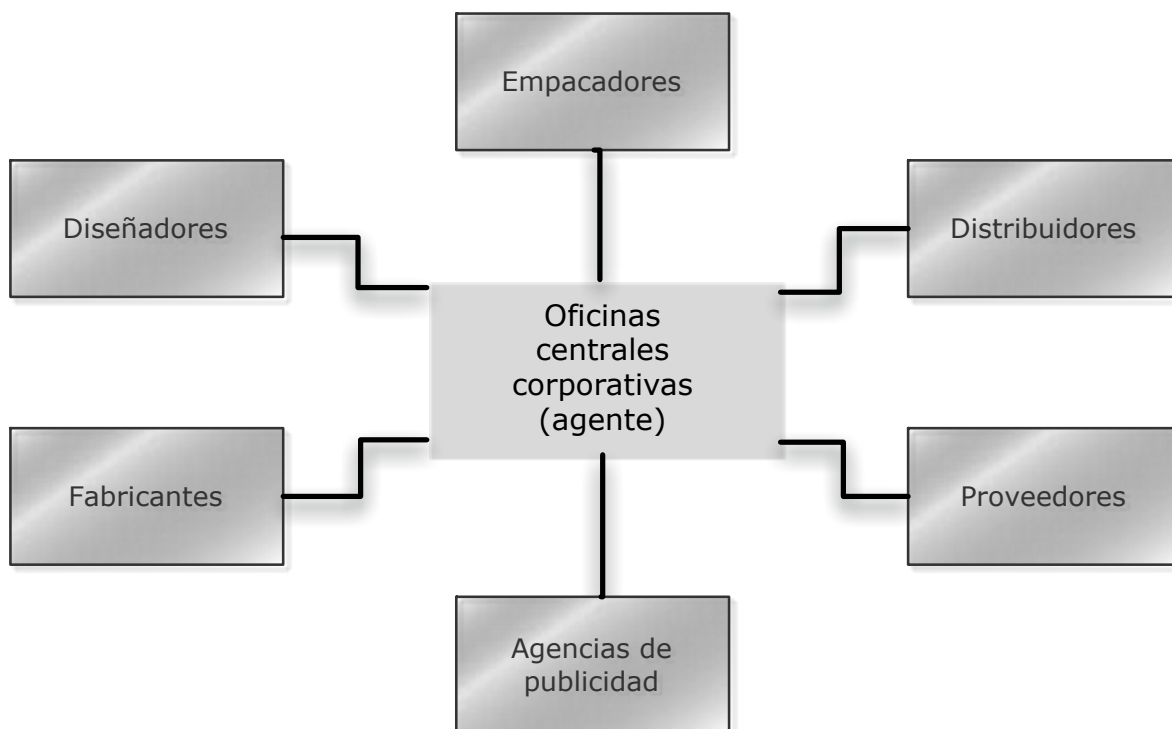 Empacadores
Diseñadores
Distribuidores
Oficinas
centrales
corporativas
(agente)
Fabricantes
Proveedores
Agencias de
publicidad